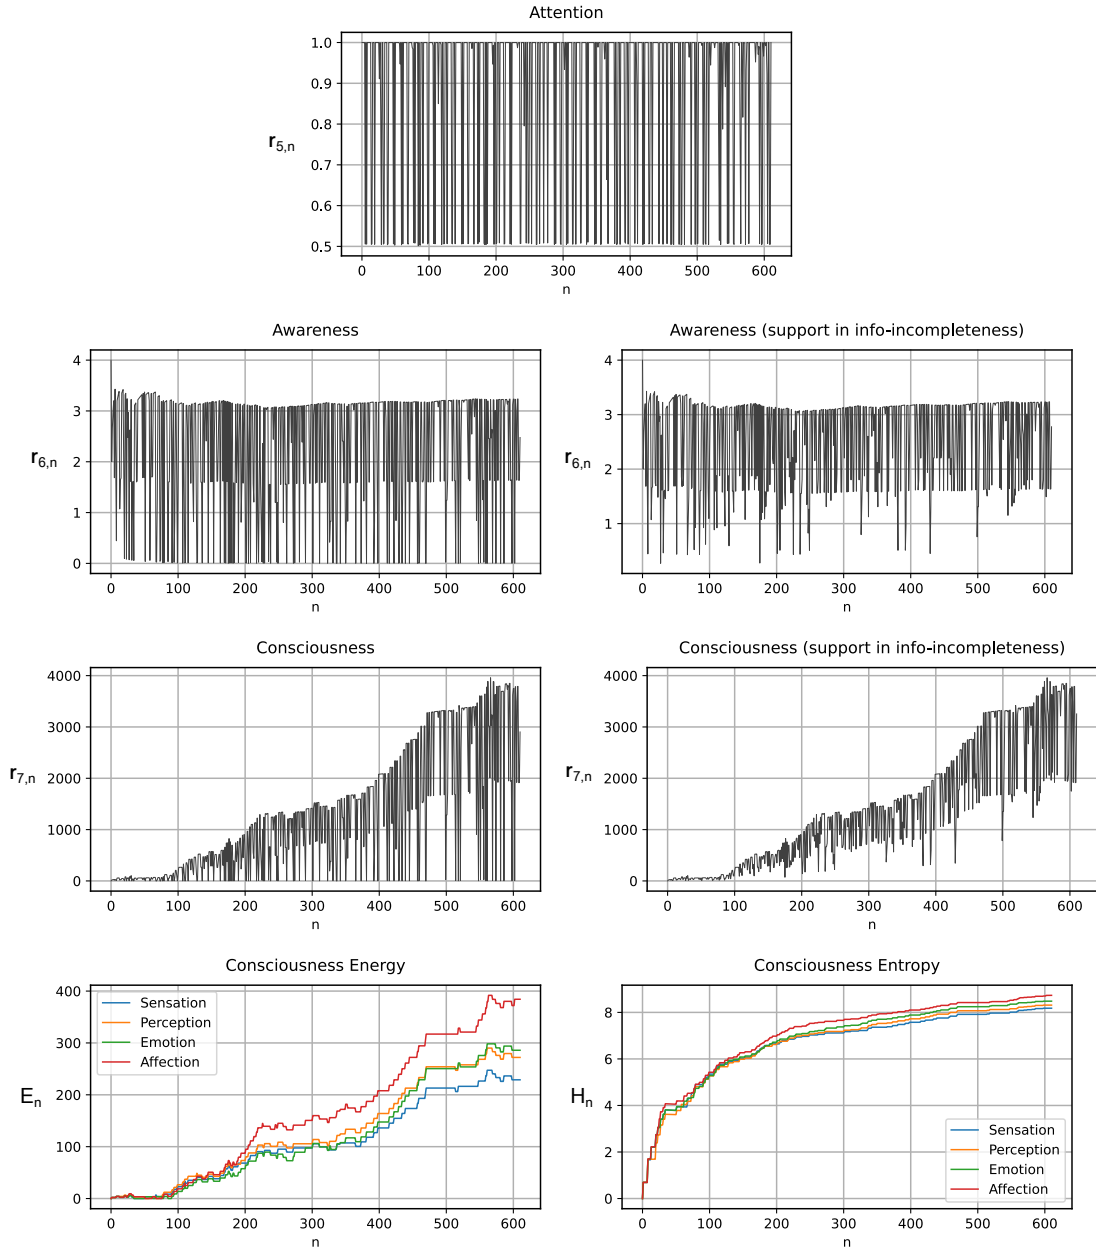 Attention
1.0
0.9
0.8
0.7
0.6
0.5
r5,n
0 100 200 300 400 500 600
n
Awareness
4
3
2
1
0
r6,n
0 100 200 300 400 500 600
n
Awareness (support in info-incompleteness)
4
3
2
1
r6,n
0 100 200 300 400 500 600
n
Consciousness
4000
3000
2000
1000
0
r7,n
0 100 200 300 400 500 600
n
Consciousness (support in info-incompleteness)
4000
3000
2000
1000
0
r7,n
0 100 200 300 400 500 600
n
Consciousness Energy
400
300
200
100
0
En
Sensation
Perception
Emotion
Affection
0 100 200 300 400 500 600
n
Consciousness Entropy
8
6
4
2
0
Hn
Sensation
Perception
Emotion
Affection
0 100 200 300 400 500 600
n